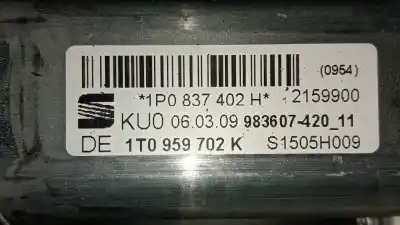 (0954)
*1P0 837 402 H* 2159900
KU0 06.03.09 983607-420_11
DE 1T0 959 702 K S1505H009